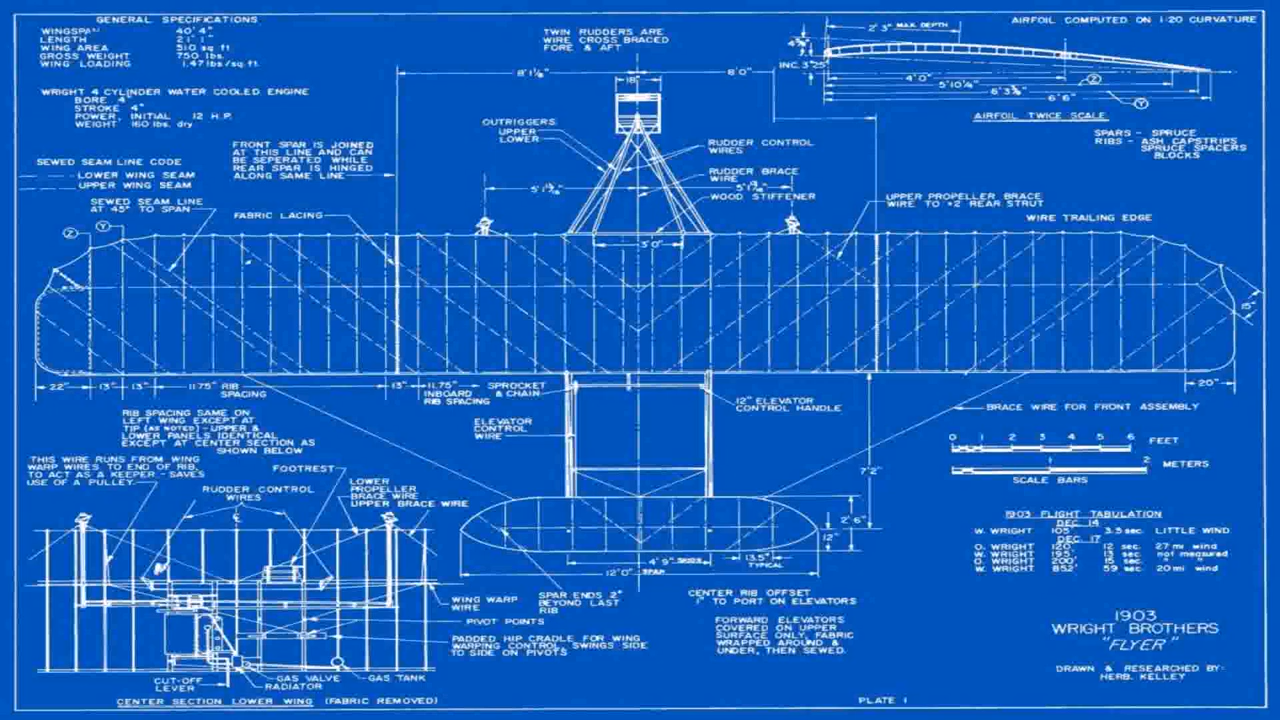 GENERAL SPECIFICATIONS
WINGSPAN 40' 4"
LENGTH 21' 1"
WING AREA 510 sq ft
GROSS WEIGHT 750 lbs.
WING LOADING 1.47 lbs/sq ft.
WRIGHT 4 CYLINDER WATER COOLED ENGINE
BORE 4"
STROKE 4"
POWER, INITIAL 12 H.P.
WEIGHT 160 lbs. dry
SEWED SEAM LINE CODE
LOWER WING SEAM
UPPER WING SEAM
FRONT SPAR IS JOINED
AT THIS LINE AND CAN
BE SEPERATED WHILE
REAR SPAR IS HINGED
ALONG SAME LINE
SEWED SEAM LINE
AT 45° TO SPAN
FABRIC LACING
Z
Y
TWIN RUDDERS ARE
WIRE CROSS BRACED
FORE & AFT
8' 1⅛"
18"
8' 0"
OUTRIGGERS
UPPER
LOWER
RUDDER CONTROL
WIRES
RUDDER BRACE
WIRE
WOOD STIFFENER
3' 0"
AIRFOIL COMPUTED ON 1:20 CURVATURE
2' 3" MAX. DEPTH
INC. 3.25"
4' 0"
Z
5' 10¼"
6' 3⅜"
6' 6"
Y
AIRFOIL TWICE SCALE
SPARS - SPRUCE
RIBS - ASH CAPSTRIPS
SPRUCE SPACERS
BLOCKS
UPPER PROPELLER BRACE
WIRE TO #2 REAR STRUT
WIRE TRAILING EDGE
22" 13" 13" 11.75" RIB
SPACING
13" 11.75"
INBOARD
RIB SPACING
SPROCKET
& CHAIN
20"
ELEVATOR
CONTROL
WIRE
12" ELEVATOR
CONTROL HANDLE
BRACE WIRE FOR FRONT ASSEMBLY
7' 2"
RIB SPACING SAME ON
LEFT WING EXCEPT AT
TIP (AS NOTED) - UPPER &
LOWER PANELS IDENTICAL
EXCEPT AT CENTER SECTION AS
SHOWN BELOW
THIS WIRE RUNS FROM WING
WARP WIRES TO END OF RIB,
TO ACT AS A KEEPER - SAVES
USE OF A PULLEY.
FOOTREST
RUDDER CONTROL
WIRES
LOWER
PROPELLER
BRACE WIRE
UPPER BRACE WIRE
WING WARP
WIRE
PIVOT POINTS
PADDED HIP CRADLE FOR WING
WARPING CONTROL SWINGS SIDE
TO SIDE ON PIVOTS
CUT-OFF
LEVER
GAS VALVE
RADIATOR
GAS TANK
CENTER SECTION LOWER WING (FABRIC REMOVED)
2' 6"
12"
4' 9"
13.5"
TYPICAL
12' 0" SPAN
SPAR ENDS 2"
BEYOND LAST
RIB
CENTER RIB OFFSET
1" TO PORT ON ELEVATORS
FORWARD ELEVATORS
COVERED ON UPPER
SURFACE ONLY, FABRIC
WRAPPED AROUND &
UNDER, THEN SEWED.
0 1 2 3 4 5 6 FEET
0 1 2 METERS
SCALE BARS
1903 FLIGHT TABULATION
DEC. 14
W. WRIGHT 105' 3.5 sec. LITTLE WIND
DEC. 17
O. WRIGHT 120' 12 sec. 27 mi wind
W. WRIGHT 195' 13 sec. not measured
O. WRIGHT 200' 15 sec. " "
W. WRIGHT 852' 59 sec. 20 mi wind
1903
WRIGHT BROTHERS
"FLYER"
DRAWN & RESEARCHED BY:
HERB. KELLEY
PLATE 1